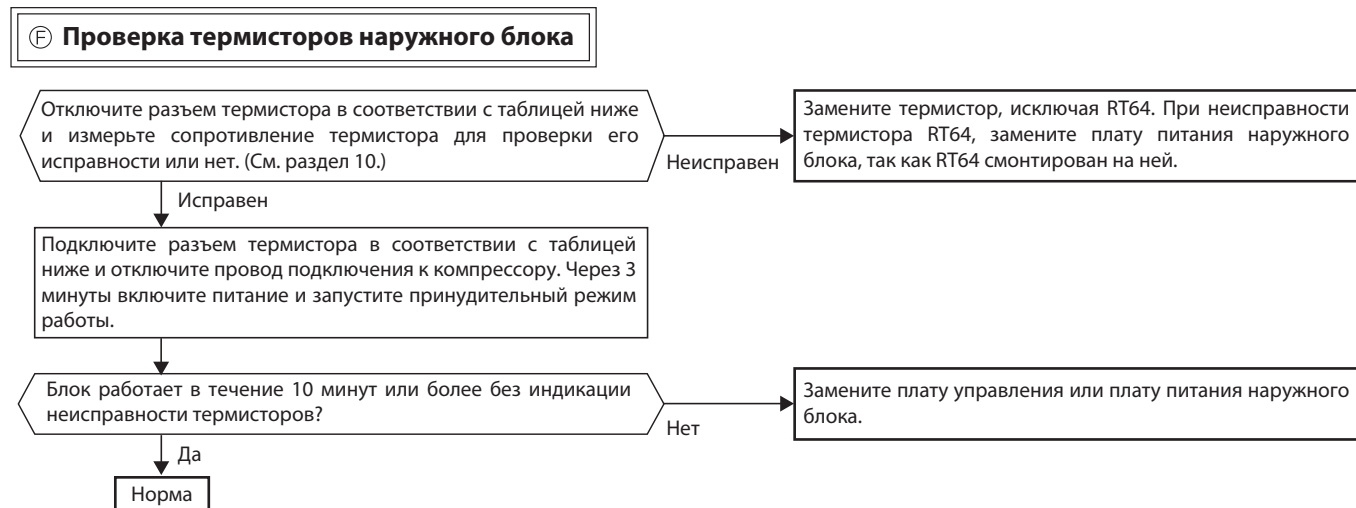 Ⓕ Проверка термисторов наружного блока
Отключите разъем термистора в соответствии с таблицей ниже
и измерьте сопротивление термистора для проверки его
исправности или нет. (См. раздел 10.)
Неисправен
Замените термистор, исключая RT64. При неисправности
термистора RT64, замените плату питания наружного
блока, так как RT64 смонтирован на ней.
Исправен
Подключите разъем термистора в соответствии с таблицей
ниже и отключите провод подключения к компрессору. Через 3
минуты включите питание и запустите принудительный режим
работы.
Блок работает в течение 10 минут или более без индикации
неисправности термисторов?
Нет
Замените плату управления или плату питания наружного
блока.
Да
Норма